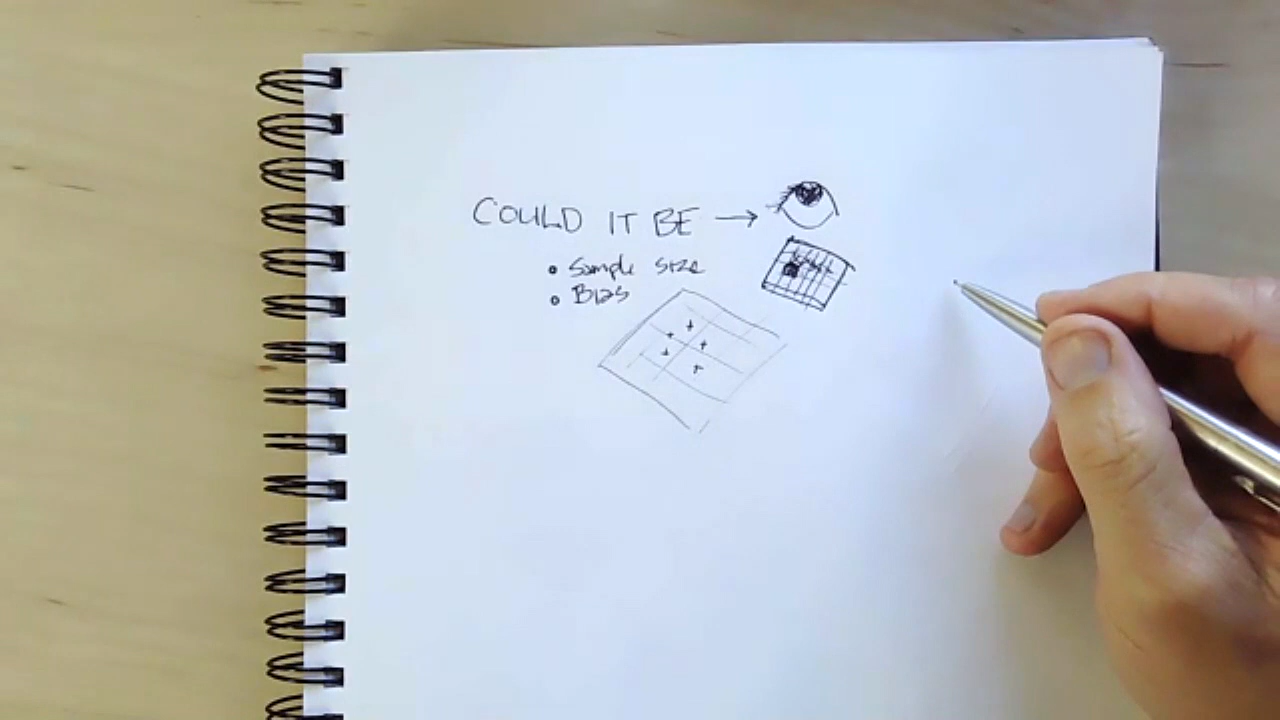 COULD IT BE →
• Sample size
• Bias